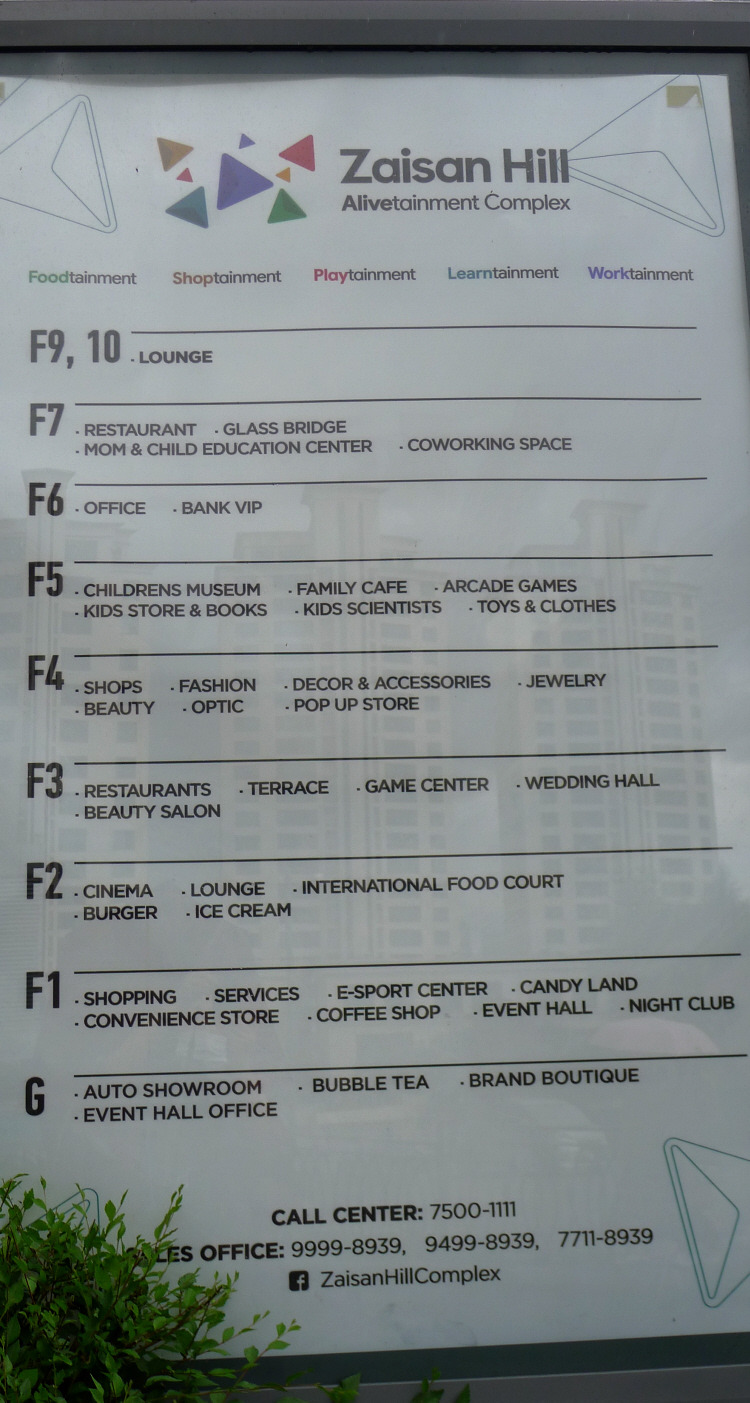 Zaisan Hill
Alivetainment Complex
Foodtainment Shoptainment Playtainment Learntainment Worktainment
F9, 10 . LOUNGE
F7 . RESTAURANT . GLASS BRIDGE
. MOM & CHILD EDUCATION CENTER . COWORKING SPACE
F6 . OFFICE . BANK VIP
F5 . CHILDRENS MUSEUM . FAMILY CAFE . ARCADE GAMES
. KIDS STORE & BOOKS . KIDS SCIENTISTS . TOYS & CLOTHES
F4 . SHOPS . FASHION . DECOR & ACCESSORIES . JEWELRY
. BEAUTY . OPTIC . POP UP STORE
F3 . RESTAURANTS . TERRACE . GAME CENTER . WEDDING HALL
. BEAUTY SALON
F2 . CINEMA . LOUNGE . INTERNATIONAL FOOD COURT
. BURGER . ICE CREAM
F1 . SHOPPING . SERVICES . E-SPORT CENTER . CANDY LAND
. CONVENIENCE STORE . COFFEE SHOP . EVENT HALL . NIGHT CLUB
G . AUTO SHOWROOM . BUBBLE TEA . BRAND BOUTIQUE
. EVENT HALL OFFICE
CALL CENTER: 7500-1111
OFFICE: 9999-8939, 9499-8939, 7711-8939
ZaisanHillComplex